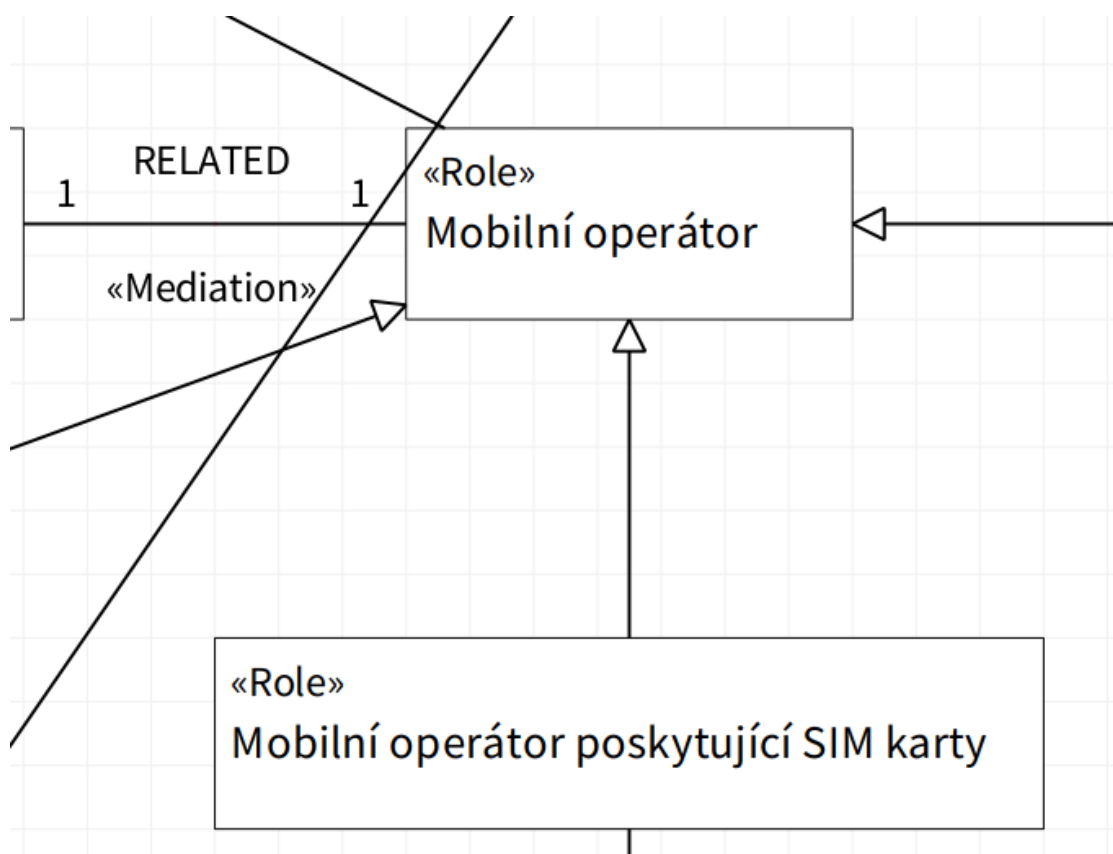 RELATED
1
1
«Mediation»
«Role»
Mobilní operátor
«Role»
Mobilní operátor poskytující SIM karty